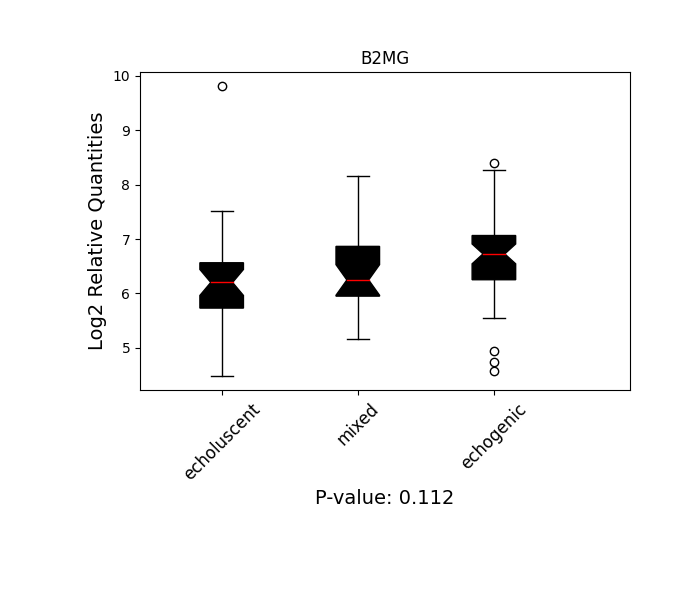 B2MG
Log2 Relative Quantities
10
9
8
7
6
5
echoluscent
mixed
echogenic
P-value: 0.112